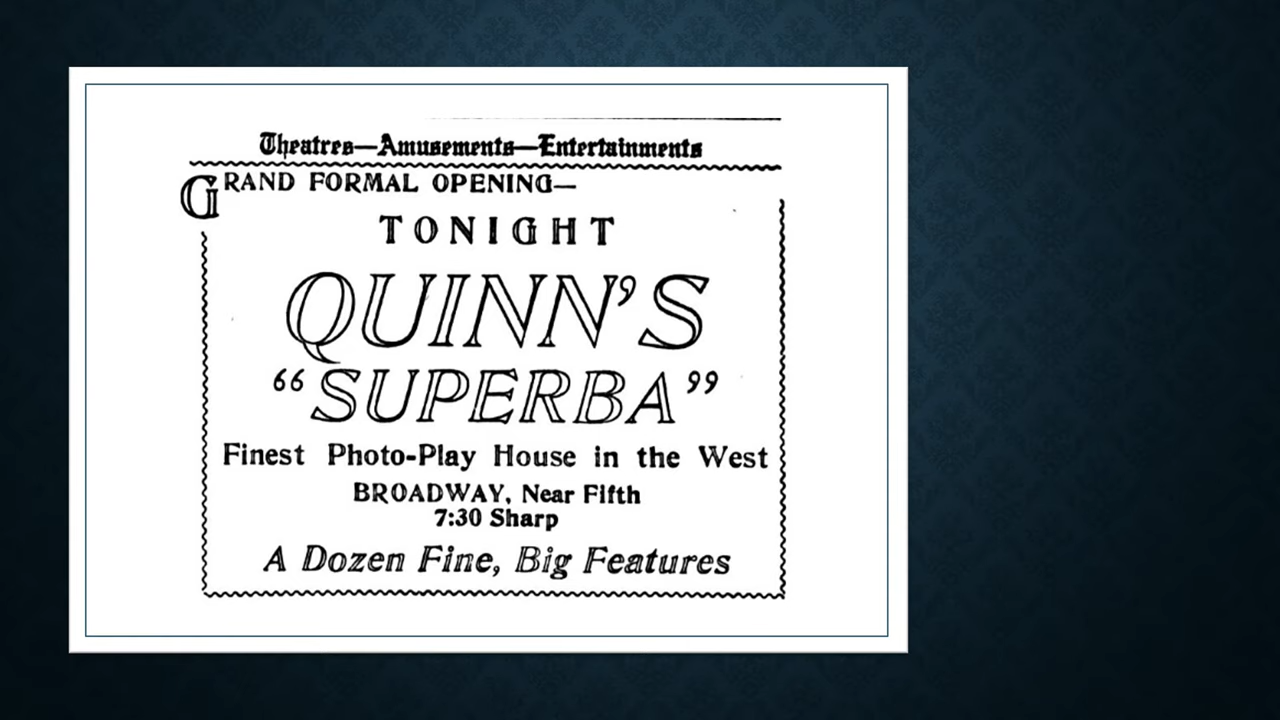 Theatres—Amusements—Entertainments
GRAND FORMAL OPENING—
TONIGHT
QUINN'S
“SUPERBA”
Finest Photo-Play House in the West
BROADWAY, Near Fifth
7:30 Sharp
A Dozen Fine, Big Features